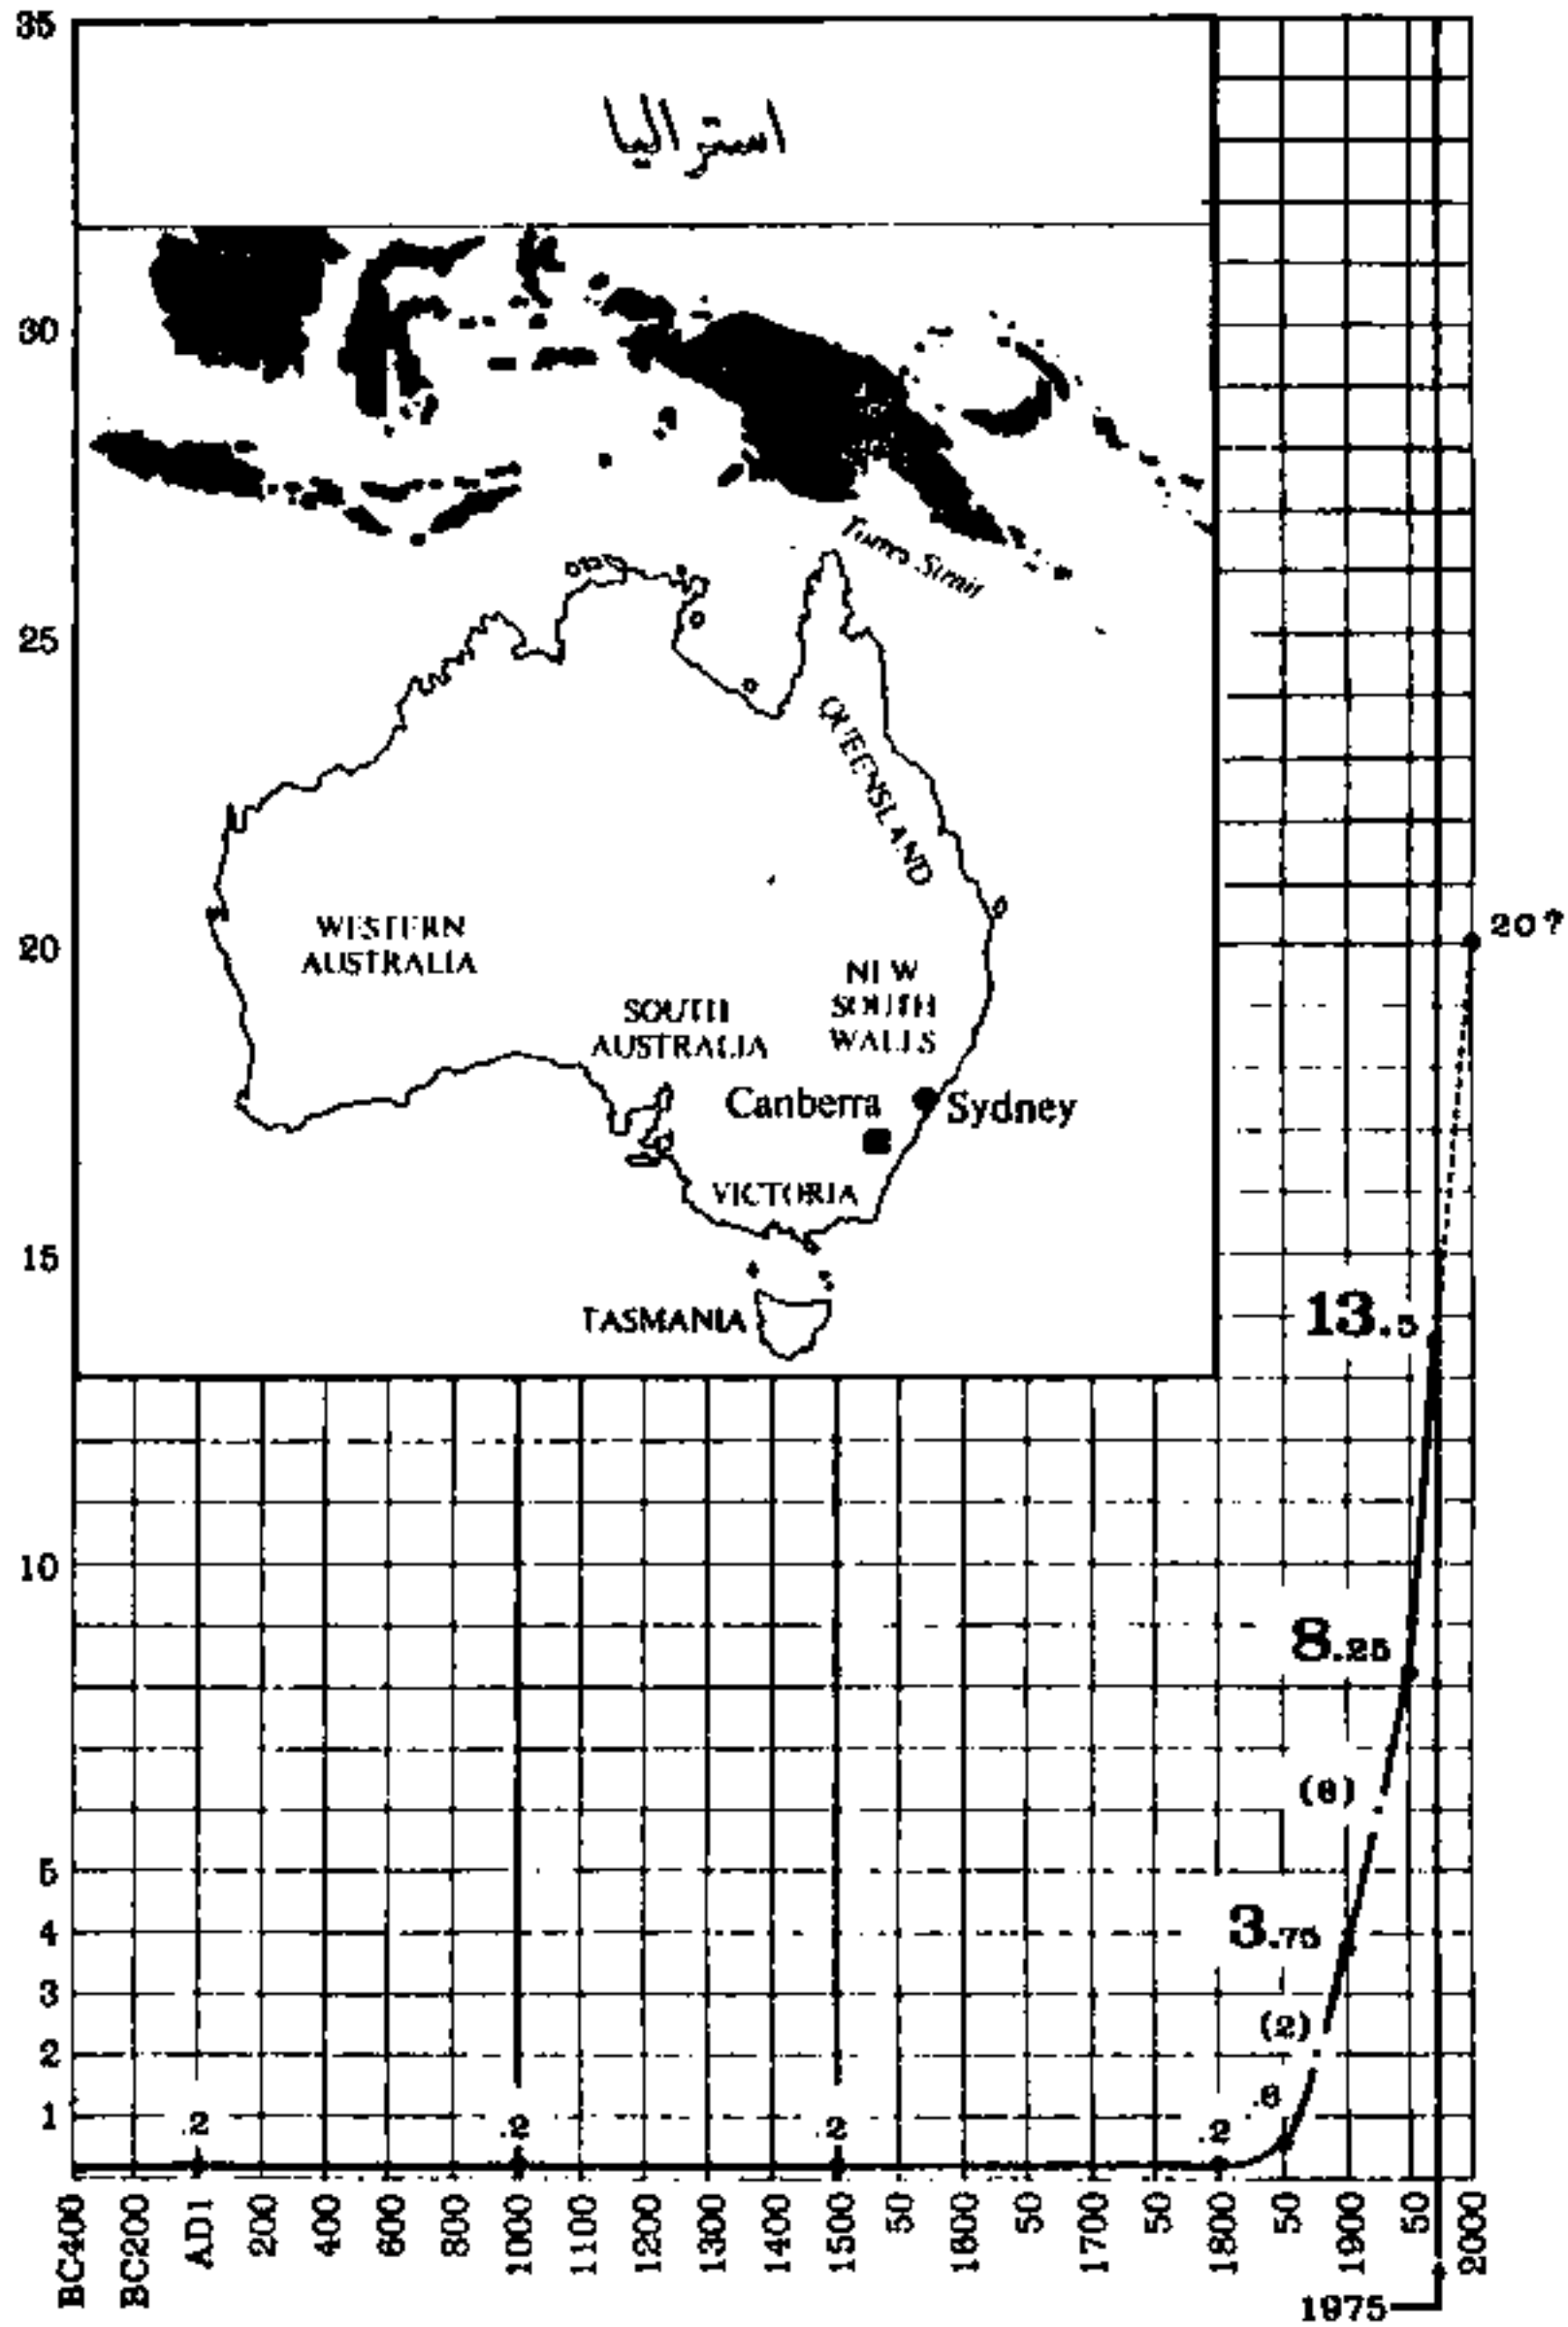 35
استراليا
30
Torres Strait
25
QUEENSLAND
20
20?
WESTERN
AUSTRALIA
NEW
SOUTH
WALES
SOUTH
AUSTRALIA
Canberra
Sydney
VICTORIA
15
13.5
TASMANIA
10
8.25
(6)
5
4
3.75
3
(2)
2
1
.6
.2
.2
.2
.2
BC400
BC200
AD1
200
400
600
800
1000
1100
1200
1300
1400
1500
50
1600
50
1700
50
1800
50
1900
50
2000
1975